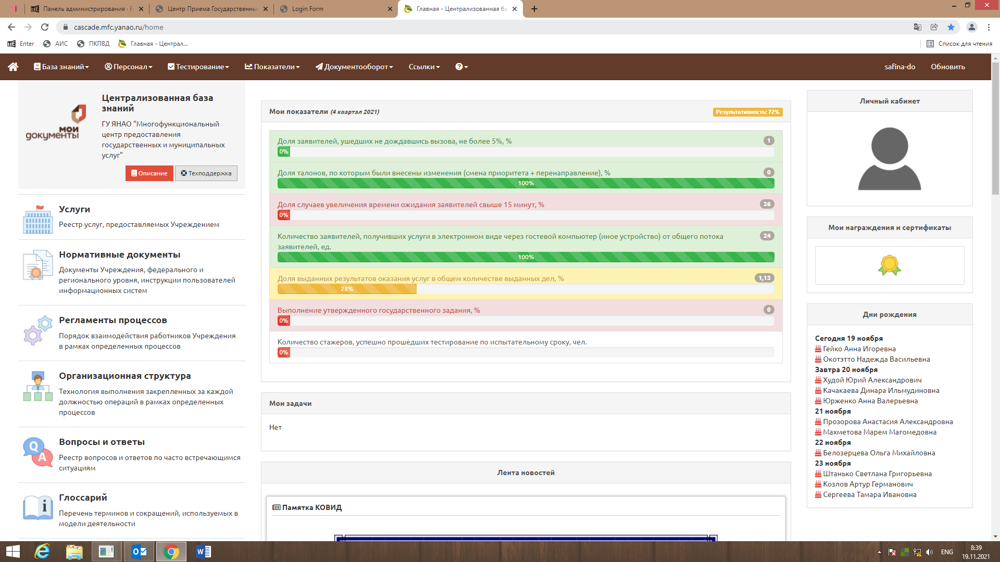 Панель администрирования · E
Центр Приема Государственнь
Login Form
Главная - Централизованная ба
cascade.mfc.yanao.ru/home
Enter
АИС
ПКПВД
Главная - Централ...
Список для чтения
База знаний
Персонал
Тестирование
Показатели
Документооборот
Ссылки
safina-do
Обновить
мои
документы
Централизованная база
знаний
ГУ ЯНАО "Многофункциональный
центр предоставления
государственных и муниципальных
услуг"
Описание
Техподдержка
Услуги
Реестр услуг, предоставляемых Учреждением
Нормативные документы
Документы Учреждения, федерального и
регионального уровня, инструкции пользователей
информационных систем
Регламенты процессов
Порядок взаимодействия работников Учреждения
в рамках определенных процессов
Организационная структура
Технология выполнения закрепленных за каждой
должностью операций в рамках определенных
процессов
Q
A
Вопросы и ответы
Реестр вопросов и ответов по часто встречающимся
ситуациям
Глоссарий
Перечень терминов и сокращений, используемых в
модели деятельности
Мои показатели (4 квартал 2021)
Результативность: 72%
Доля заявителей, ушедших не дождавшись вызова, не более 5%, %
1
0%
Доля талонов, по которым были внесены изменения (смена приоритета + перенаправление), %
0
100%
Доля случаев увеличения времени ожидания заявителей свыше 15 минут, %
26
0%
Количество заявителей, получивших услуги в электронном виде через гостевой компьютер (иное устройство) от общего потока
заявителей, ед.
24
100%
Доля выданных результатов оказания услуг в общем количестве выданных дел, %
1,13
28%
Выполнение утвержденного государственного задания, %
0
0%
Количество стажеров, успешно прошедших тестирование по испытательному сроку, чел.
0%
Мои задачи
Нет
Лента новостей
Памятка КОВИД
Личный кабинет
Мои награждения и сертификаты
Дни рождения
Сегодня 19 ноября
Гейко Анна Игоревна
Окотэтто Надежда Васильевна
Завтра 20 ноября
Худой Юрий Александрович
Качакаева Динара Ильмудиновна
Юрженко Анна Валерьевна
21 ноября
Прозорова Анастасия Александровна
Махметова Марем Магомедовна
22 ноября
Белозерцева Ольга Михайловна
23 ноября
Штанько Светлана Григорьевна
Козлов Артур Германович
Сергеева Тамара Ивановна
ENG
8:39
19.11.2021